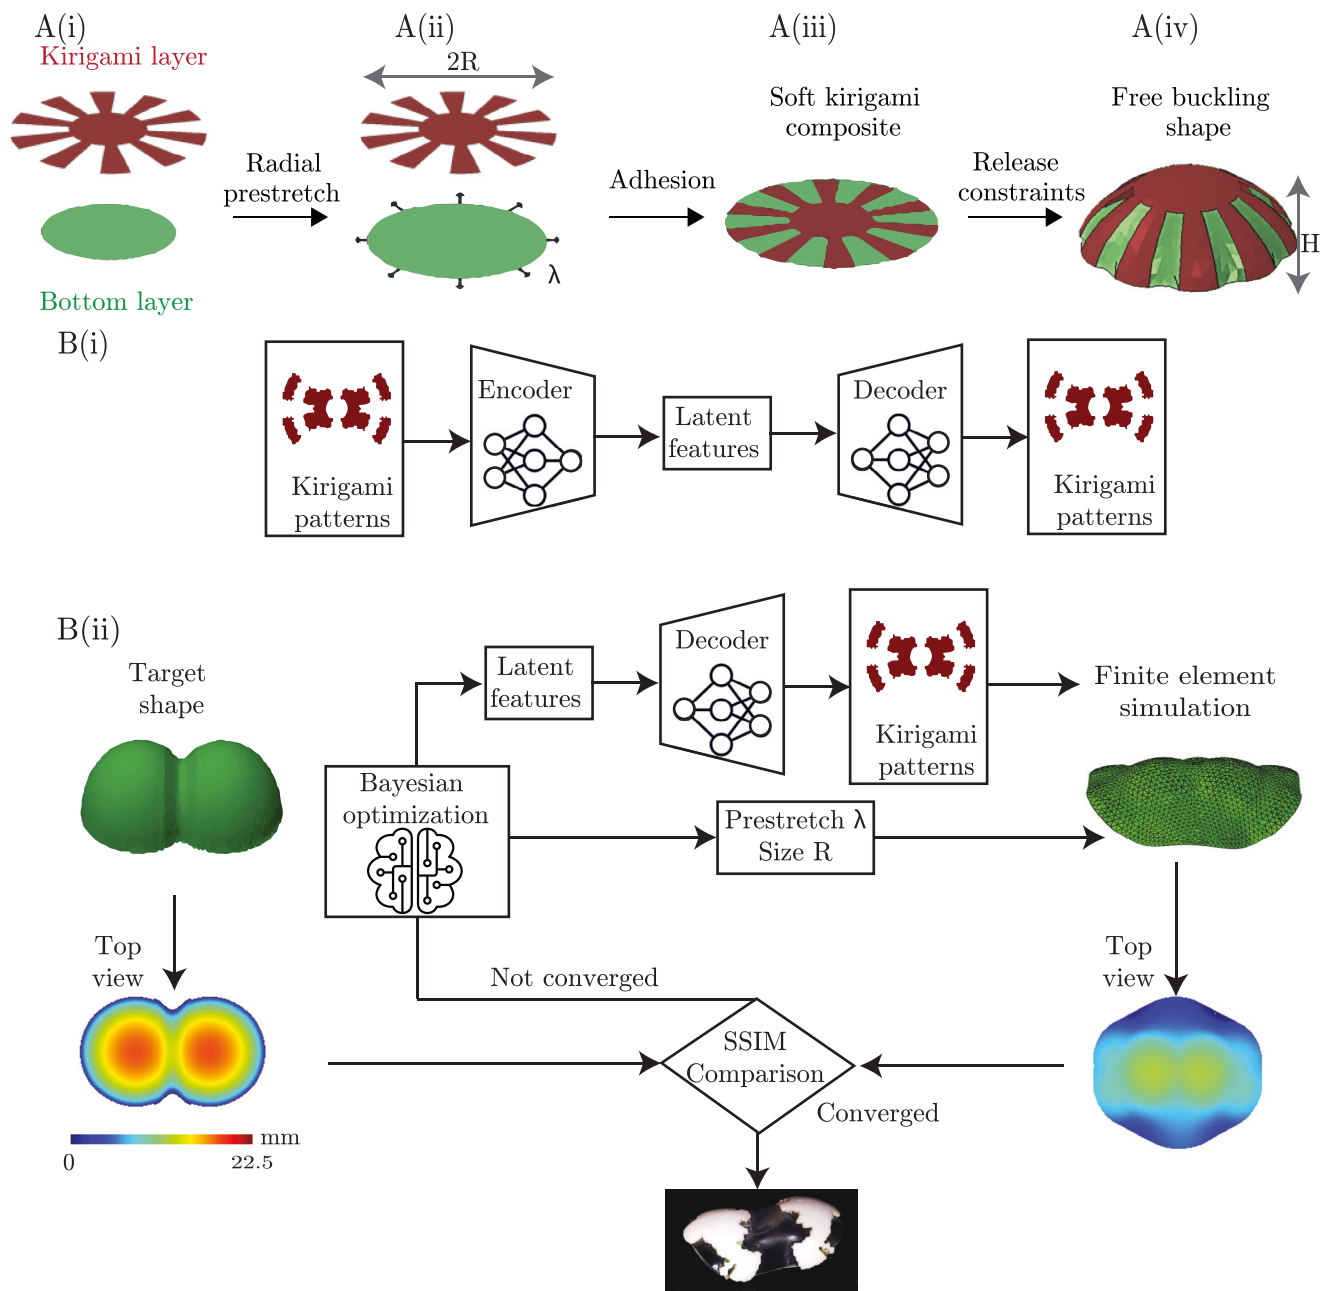 A(i)
A(ii)
A(iii)
A(iv)
Kirigami layer
2R
Soft kirigami
composite
Free buckling
shape
Radial
prestretch
Adhesion
Release
constraints
λ
H
Bottom layer
B(i)
Kirigami
patterns
Encoder
Latent
features
Decoder
Kirigami
patterns
B(ii)
Target
shape
Latent
features
Decoder
Kirigami
patterns
Finite element
simulation
Bayesian
optimization
Prestretch λ
Size R
Top
view
Not converged
Top
view
SSIM
Comparison
Converged
mm
0
22.5